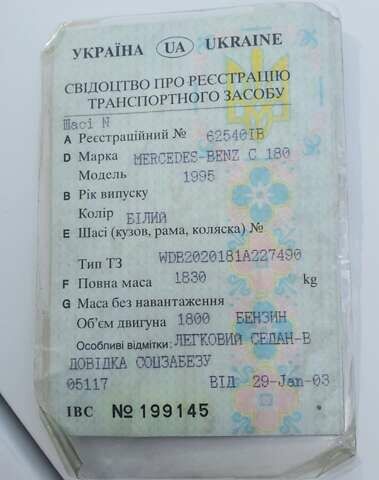 УКРАЇНА UA UKRAINE
СВІДОЦТВО ПРО РЕЄСТРАЦІЮ
ТРАНСПОРТНОГО ЗАСОБУ
Шасі N
A Реєстраційний № 62540ІВ
D Марка MERCEDES-BENZ C 180
Модель 1995
B Рік випуску
Колір БІЛИЙ
E Шасі (кузов, рама, коляска) №
Тип ТЗ WDB2020181A227490
F Повна маса 1830 kg
G Маса без навантаження
Об'єм двигуна 1800 БЕНЗИН
Особливі відмітки: ЛЕГКОВИЙ СЕДАН-В
ДОВІДКА СОЦЗАБЕЗУ
05117 ВІД 29-Jan-03
ІВС № 199145